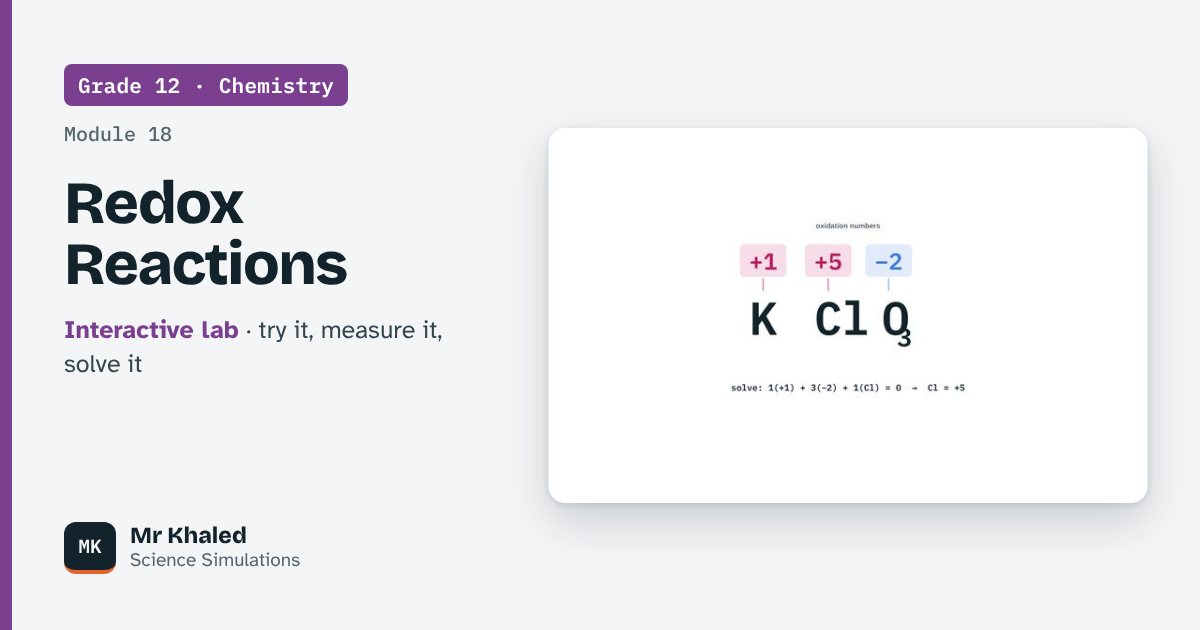 Grade 12 · Chemistry
Module 18
Redox
Reactions
Interactive lab · try it, measure it,
solve it
MK
Mr Khaled
Science Simulations
oxidation numbers
+1 +5 −2
K Cl O3
solve: 1(+1) + 3(−2) + 1(Cl) = 0 → Cl = +5